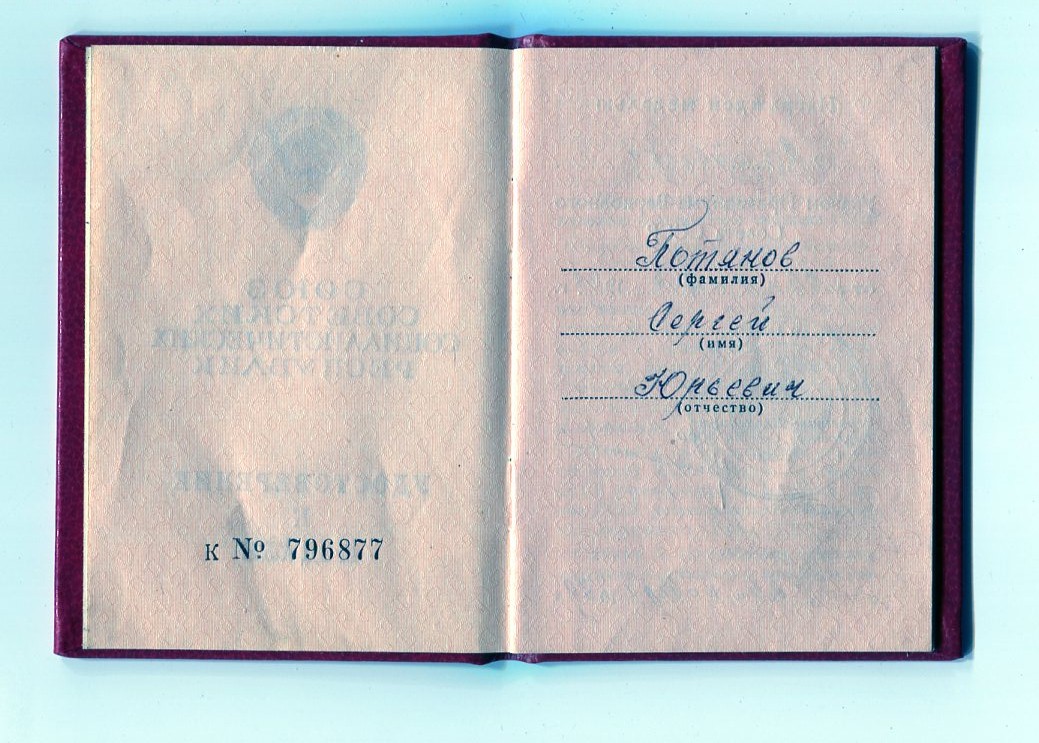 К № 796877
Потянов
(фамилия)
Сергей
(имя)
Юрьевич
(отчество)